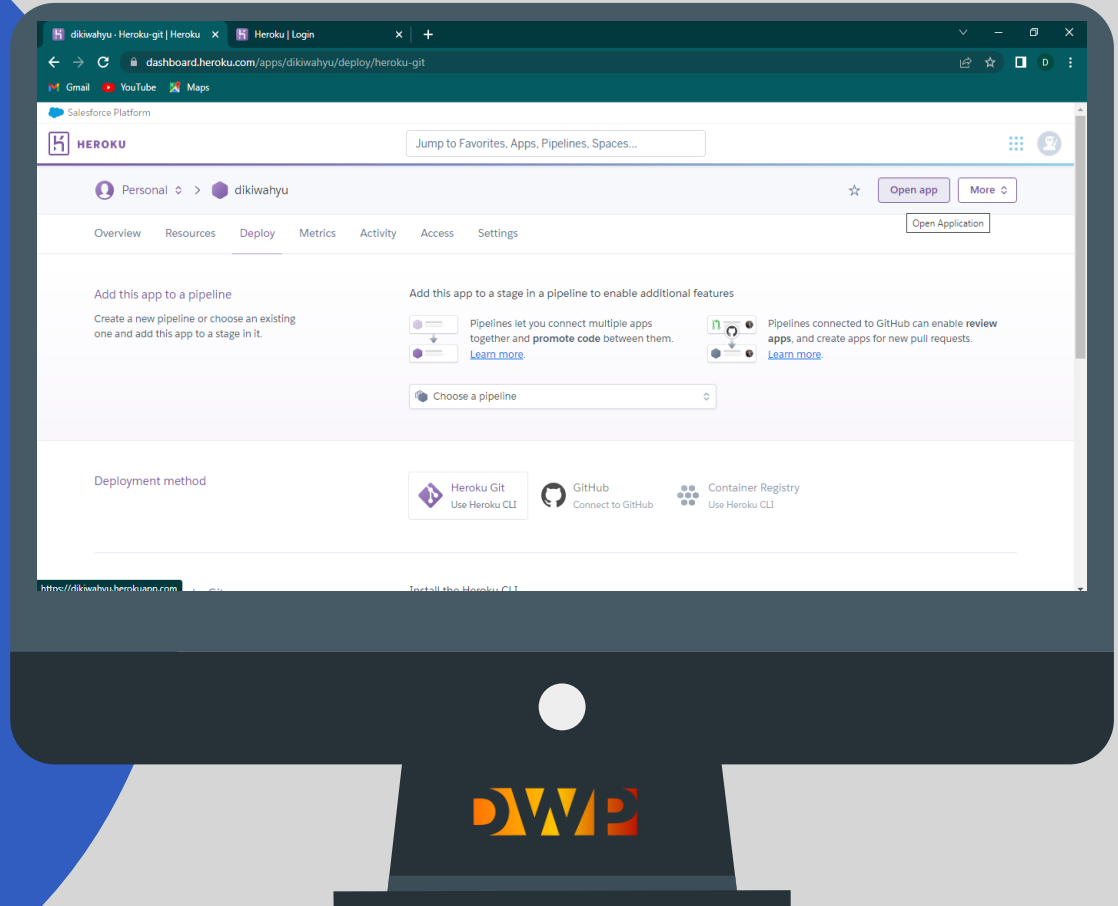 dikiwahyu · Heroku-git | Heroku
Heroku | Login
dashboard.heroku.com/apps/dikiwahyu/deploy/heroku-git
D
Gmail YouTube Maps
Salesforce Platform
HEROKU
Jump to Favorites, Apps, Pipelines, Spaces...
Personal > dikiwahyu
Open app
More
Open Application
Overview Resources Deploy Metrics Activity Access Settings
Add this app to a pipeline
Create a new pipeline or choose an existing
one and add this app to a stage in it.
Add this app to a stage in a pipeline to enable additional features
Pipelines let you connect multiple apps
together and promote code between them.
Learn more.
Pipelines connected to GitHub can enable review
apps, and create apps for new pull requests.
Learn more.
Choose a pipeline
Deployment method
Heroku Git
Use Heroku CLI
GitHub
Connect to GitHub
Container Registry
Use Heroku CLI
https://dikiwahyu.herokuapp.com
Install the Heroku CLI
DWP